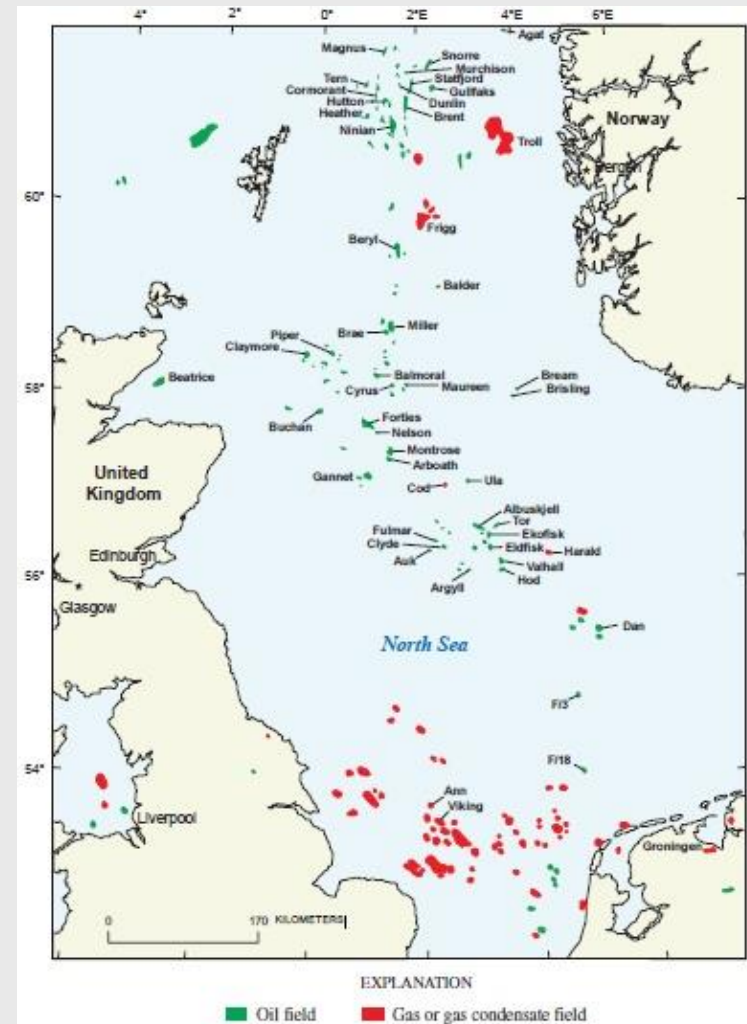 4° 2° 0° 2°E 4°E 6°E
Agat
Magnus
Snorre
Murchison
Tern
Statfjord
Cormorant
Gullfaks
Hutton
Dunlin
Heather
Brent
Ninian
Norway
Troll
Bergen
60°
Frigg
Beryl
Balder
Miller
Brae
Piper
Claymore
Beatrice
Balmoral
Bream
58°
Cyrus
Maureen
Brisling
Forties
Buchan
Nelson
Montrose
Arboath
United
Kingdom
Gannet
Ula
Cod
Albuskjell
Tor
Fulmar
Ekofisk
Clyde
Eldfisk
Harald
Edinburgh
Auk
Valhall
56°
Hod
Argyll
Glasgow
Dan
North Sea
F/3
F/18
54°
Ann
Viking
Liverpool
Groningen
0 170 KILOMETERS
EXPLANATION
Oil field Gas or gas condensate field